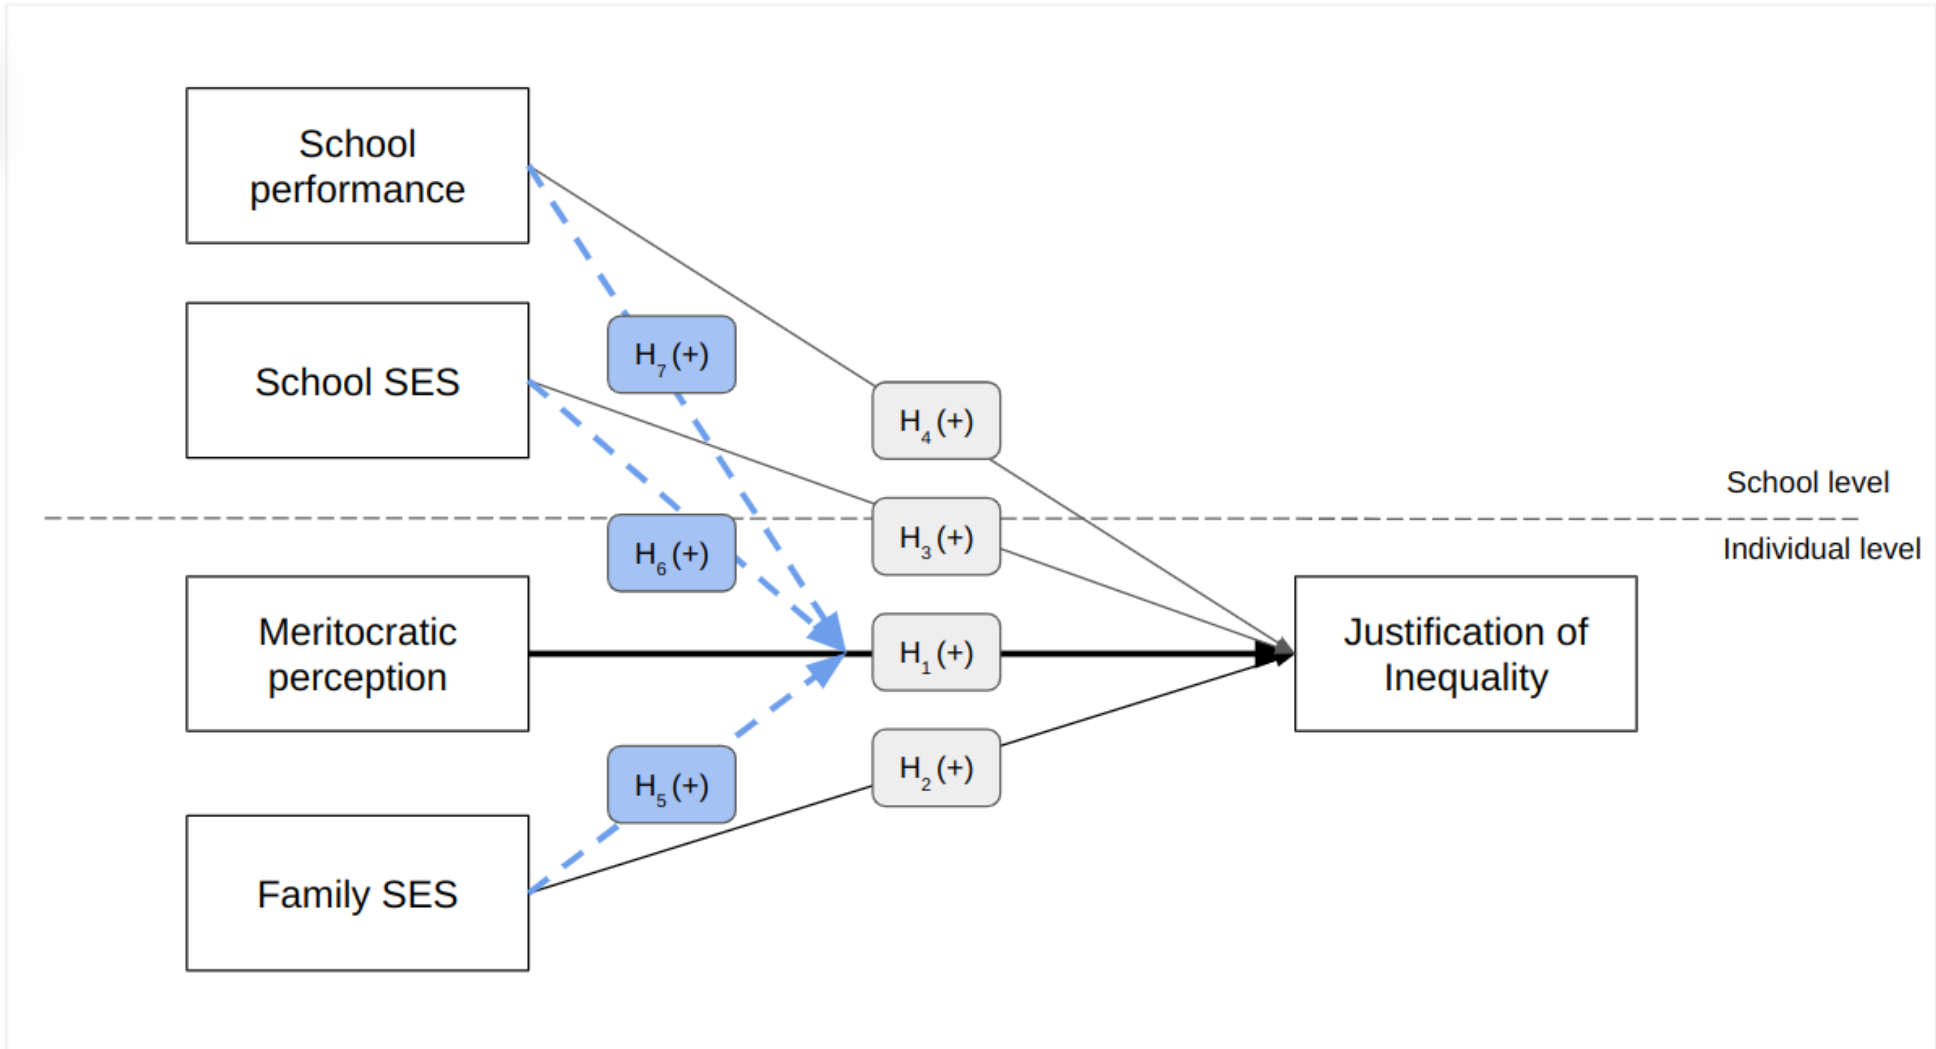 School
performance
School SES
H7 (+)
H4 (+)
School level
H3 (+)
Individual level
H6 (+)
Meritocratic
perception
H1 (+)
Justification of
Inequality
H2 (+)
H5 (+)
Family SES